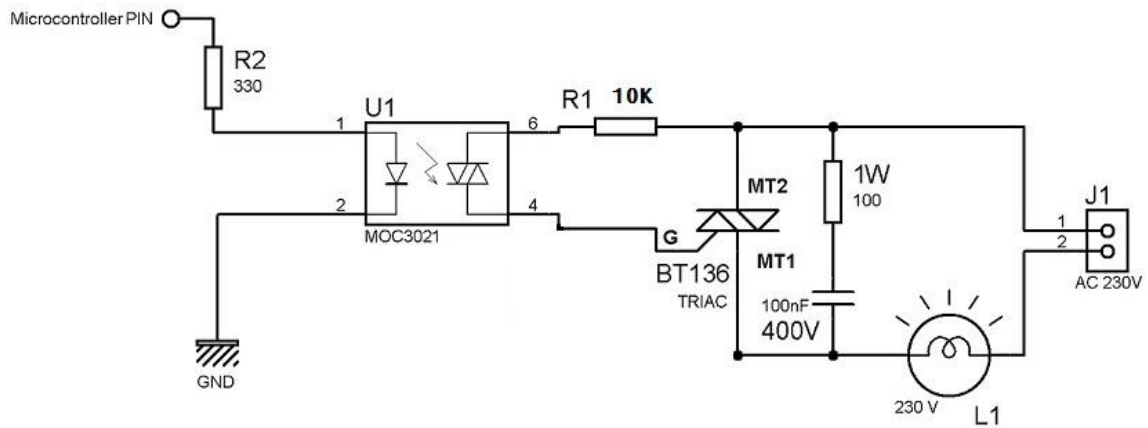 Microcontroller PIN
R2
330
U1
1
6
2
4
MOC3021
R1 10K
MT2
G
MT1
BT136
TRIAC
1W
100
100nF
400V
J1
1
2
AC 230V
GND
230 V
L1